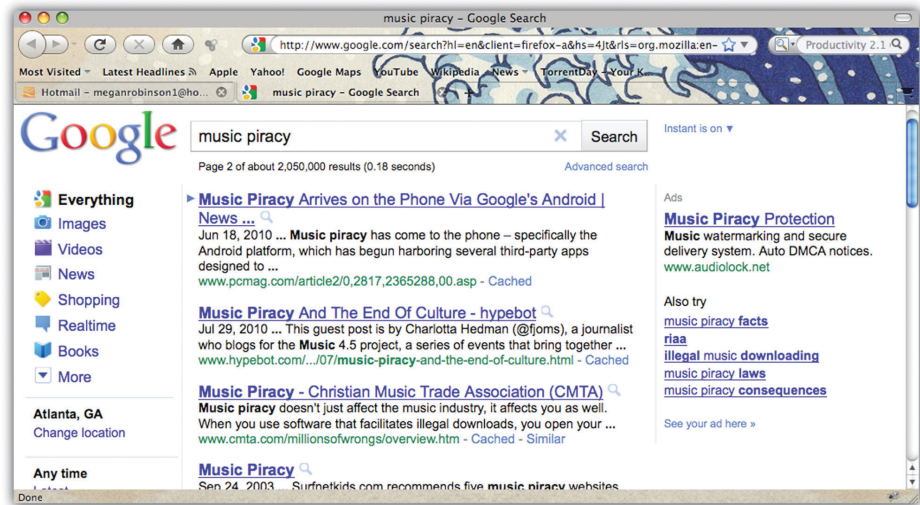 music piracy – Google Search
http://www.google.com/search?hl=en&client=firefox-a&hs=4Jt&rls=org.mozilla:en-
Productivity 2.1
Most Visited Latest Headlines Apple Yahoo! Google Maps YouTube Wikipedia News TorrentDay – Your K...
Hotmail – meganrobinson1@ho... music piracy – Google Search
Google
music piracy
Search
Instant is on ▼
Page 2 of about 2,050,000 results (0.18 seconds)
Advanced search
Everything
Images
Videos
News
Shopping
Realtime
Books
More
Atlanta, GA
Change location
Any time
Music Piracy Arrives on the Phone Via Google's Android |
News ...
Jun 18, 2010 ... Music piracy has come to the phone – specifically the
Android platform, which has begun harboring several third-party apps
designed to ...
www.pcmag.com/article2/0,2817,2365288,00.asp - Cached
Music Piracy And The End Of Culture - hypebot
Jul 29, 2010 ... This guest post is by Charlotta Hedman (@fjoms), a journalist
who blogs for the Music 4.5 project, a series of events that bring together ...
www.hypebot.com/.../07/music-piracy-and-the-end-of-culture.html - Cached
Music Piracy - Christian Music Trade Association (CMTA)
Music piracy doesn't just affect the music industry, it affects you as well.
When you use software that facilitates illegal downloads, you open your ...
www.cmta.com/millionsofwrongs/overview.htm - Cached - Similar
Music Piracy
Sep 24, 2003 ... Surfnetkids.com recommends five music piracy websites
Ads
Music Piracy Protection
Music watermarking and secure
delivery system. Auto DMCA notices.
www.audiolock.net
Also try
music piracy facts
riaa
illegal music downloading
music piracy laws
music piracy consequences
See your ad here »
Done